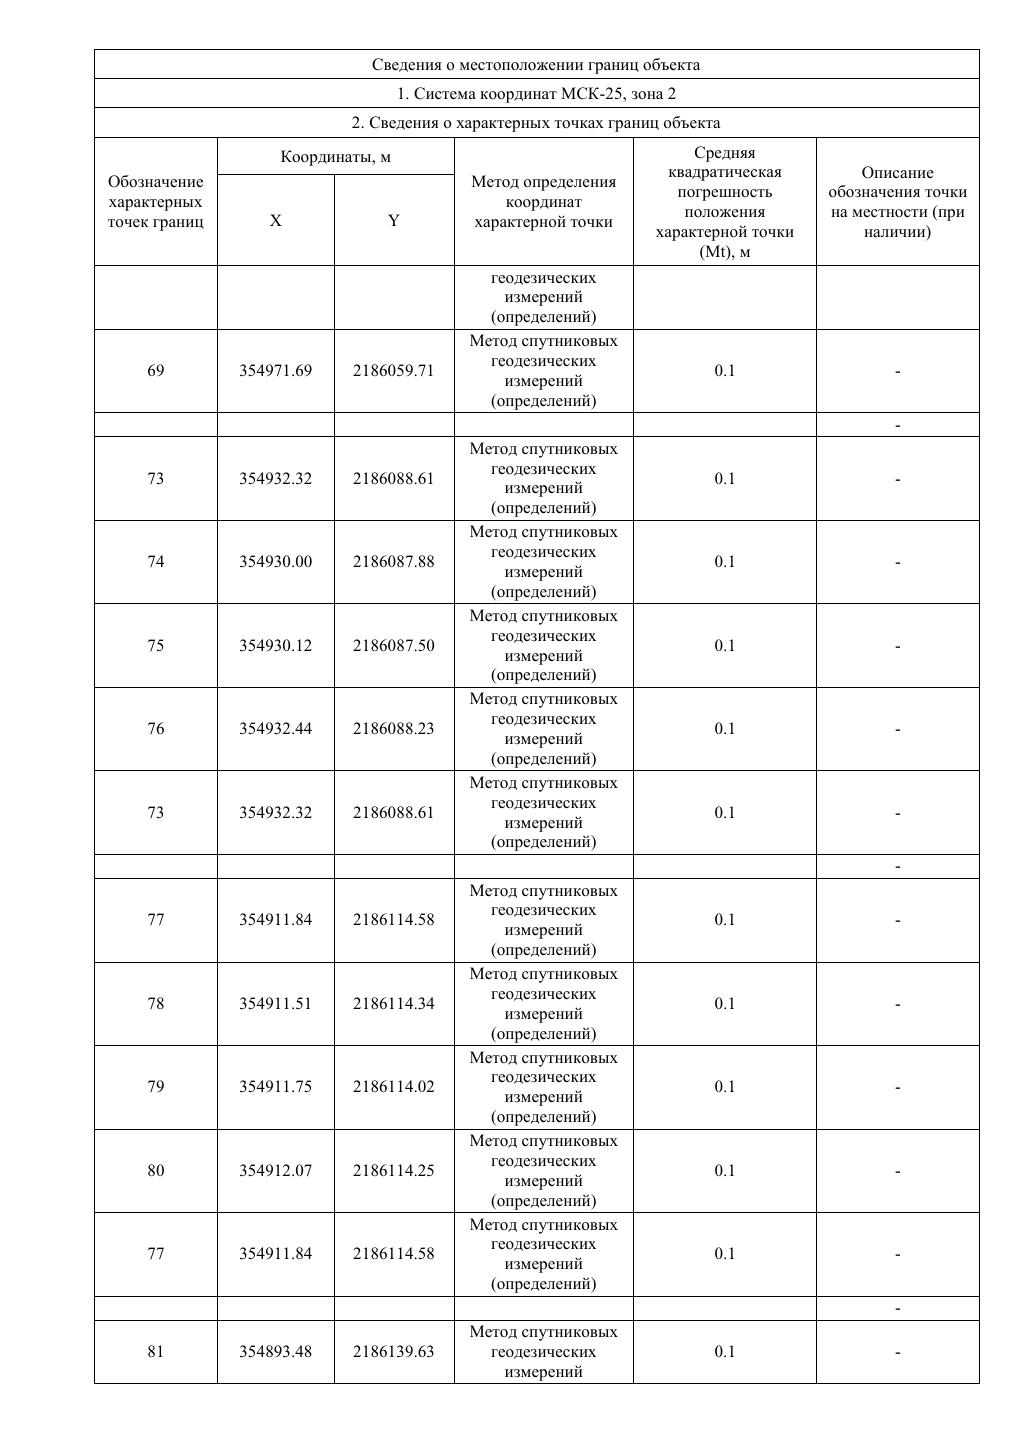 Сведения о местоположении границ объекта
1. Система координат МСК-25, зона 2
2. Сведения о характерных точках границ объекта
Обозначение
характерных
точек границ
Координаты, м
X
Y
Метод определения
координат
характерной точки
Средняя
квадратическая
погрешность
положения
характерной точки
(Mt), м
Описание
обозначения точки
на местности (при
наличии)
геодезических
измерений
(определений)
69
354971.69
2186059.71
Метод спутниковых
геодезических
измерений
(определений)
0.1
-
-
73
354932.32
2186088.61
Метод спутниковых
геодезических
измерений
(определений)
0.1
-
74
354930.00
2186087.88
Метод спутниковых
геодезических
измерений
(определений)
0.1
-
75
354930.12
2186087.50
Метод спутниковых
геодезических
измерений
(определений)
0.1
-
76
354932.44
2186088.23
Метод спутниковых
геодезических
измерений
(определений)
0.1
-
73
354932.32
2186088.61
Метод спутниковых
геодезических
измерений
(определений)
0.1
-
-
77
354911.84
2186114.58
Метод спутниковых
геодезических
измерений
(определений)
0.1
-
78
354911.51
2186114.34
Метод спутниковых
геодезических
измерений
(определений)
0.1
-
79
354911.75
2186114.02
Метод спутниковых
геодезических
измерений
(определений)
0.1
-
80
354912.07
2186114.25
Метод спутниковых
геодезических
измерений
(определений)
0.1
-
77
354911.84
2186114.58
Метод спутниковых
геодезических
измерений
(определений)
0.1
-
-
81
354893.48
2186139.63
Метод спутниковых
геодезических
измерений
0.1
-